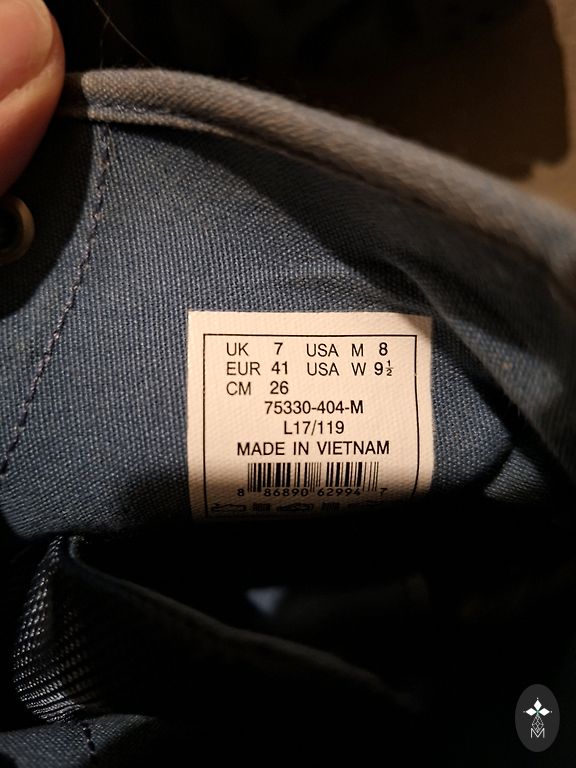 UK 7 USA M 8
EUR 41 USA W 9½
CM 26
75330-404-M
L17/119
MADE IN VIETNAM
8 86890 62994 7
M